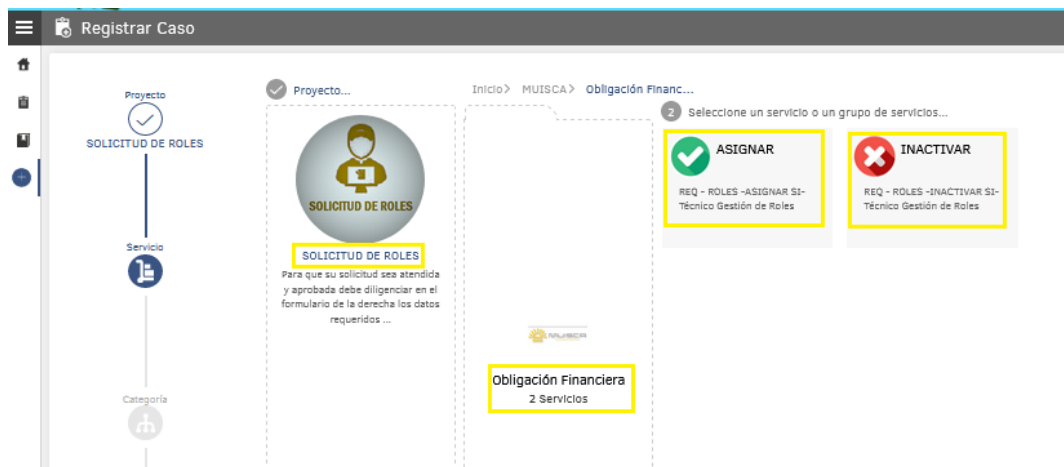 Registrar Caso
Proyecto
SOLICITUD DE ROLES
Servicio
Categoría
Proyecto...
SOLICITUD DE ROLES
SOLICITUD DE ROLES
Para que su solicitud sea atendida
y aprobada debe diligenciar en el
formulario de la derecha los datos
requeridos ...
Inicio> MUISCA> Obligación Financ...
MUISCA
Obligación Financiera
2 Servicios
2 Seleccione un servicio o un grupo de servicios...
ASIGNAR
REQ - ROLES -ASIGNAR SI-
Técnico Gestión de Roles
INACTIVAR
REQ - ROLES -INACTIVAR SI-
Técnico Gestión de Roles